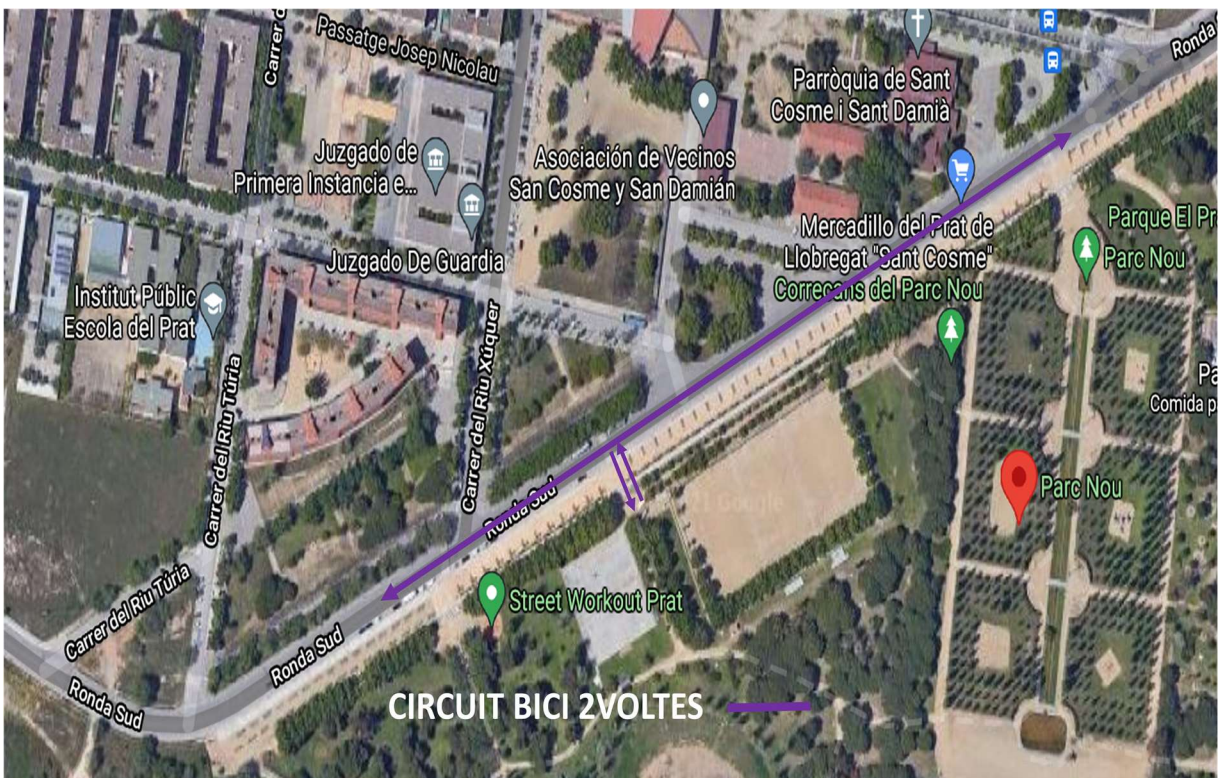 Carrer d
Passatge Josep Nicolau
Ronda
Parròquia de Sant
Cosme i Sant Damià
Juzgado de
Primera Instancia e...
Asociación de Vecinos
San Cosme y San Damián
Mercadillo del Prat de
Llobregat "Sant Cosme"
Correcans del Parc Nou
Parque El Pr
Parc Nou
Juzgado De Guardia
Institut Públic
Escola del Prat
Carrer del Riu Túria
Carrer del Riu Xúquer
Pa
Comida p
Ronda Sud
Google
Parc Nou
Carrer del Riu Túria
Street Workout Prat
Ronda Sud
Ronda Sud
CIRCUIT BICI 2VOLTES